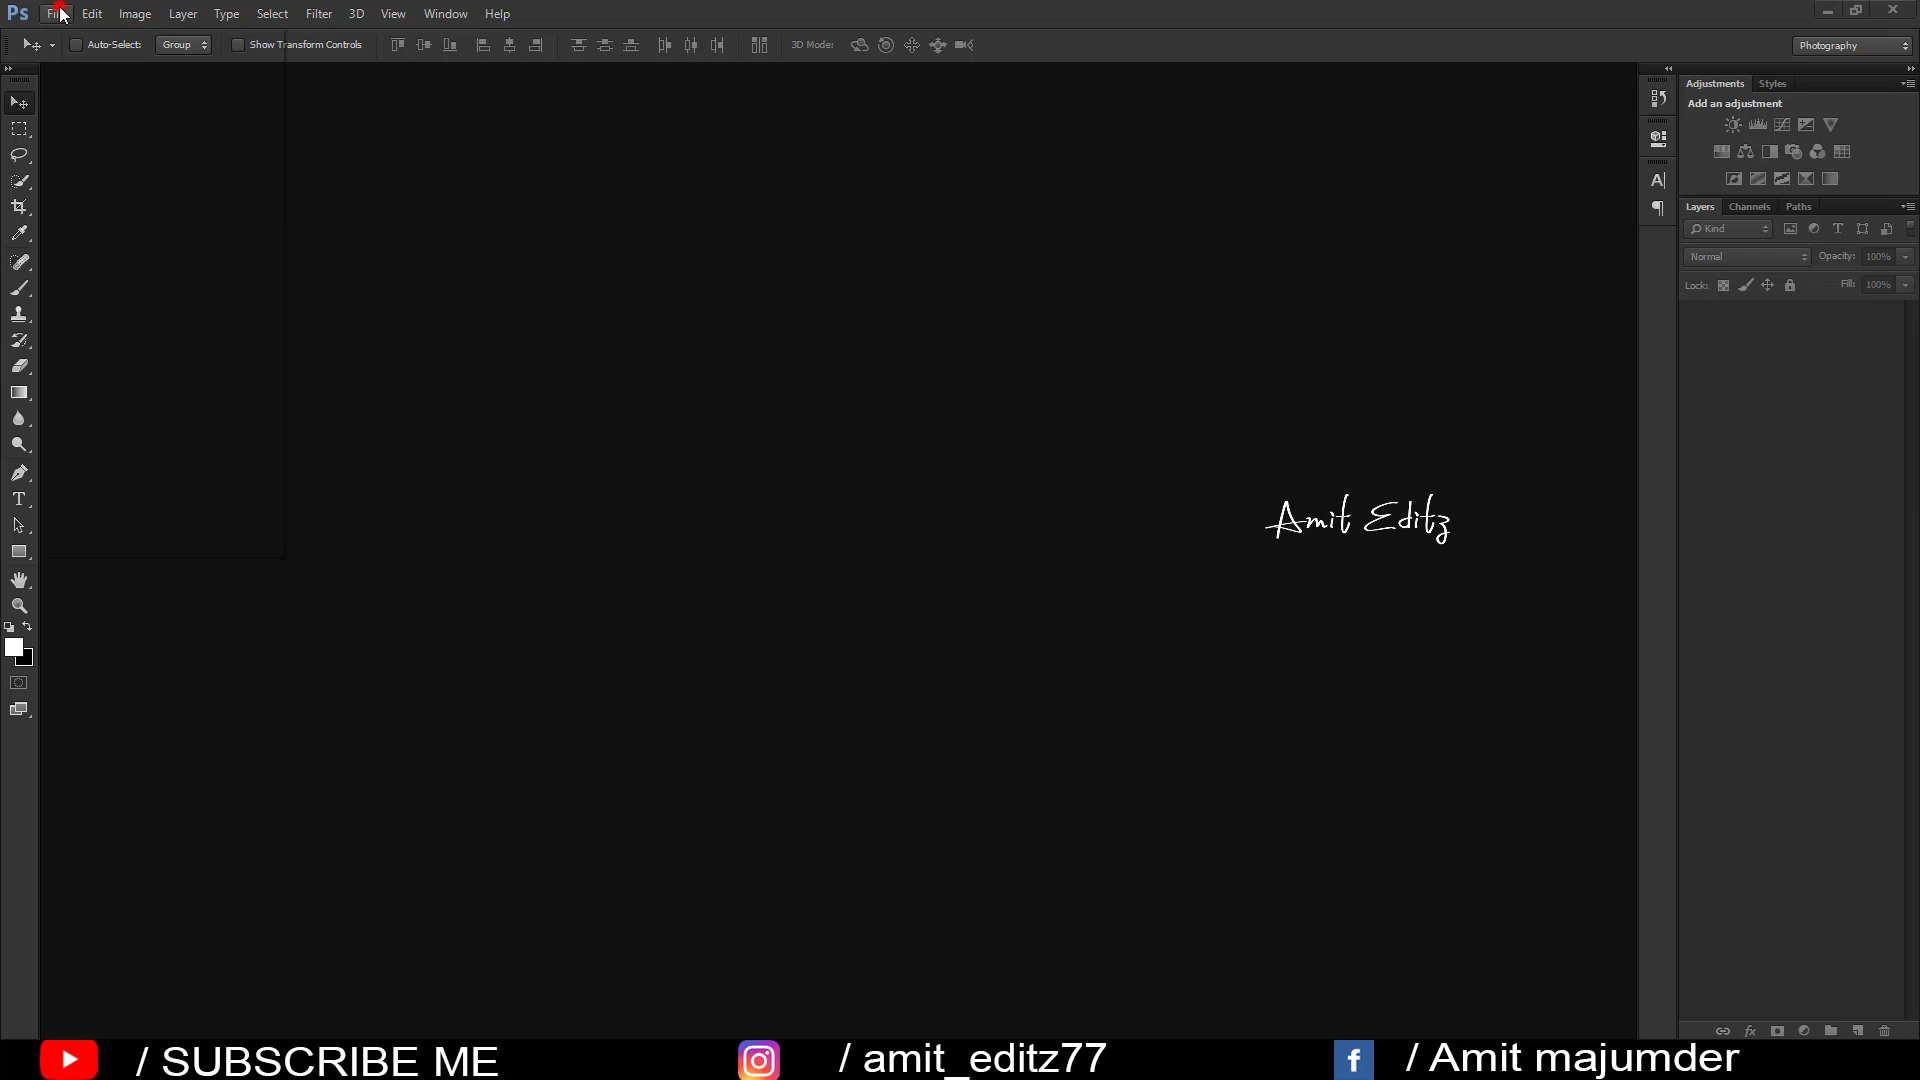 Ps File Edit Image Layer Type Select Filter 3D View Window Help
Auto-Select: Group Show Transform Controls 3D Mode: Photography
Adjustments Styles
Add an adjustment
Layers Channels Paths
Kind
Normal Opacity: 100%
Lock: Fill: 100%
Amit Editz
/ SUBSCRIBE ME / amit_editz77 / Amit majumder